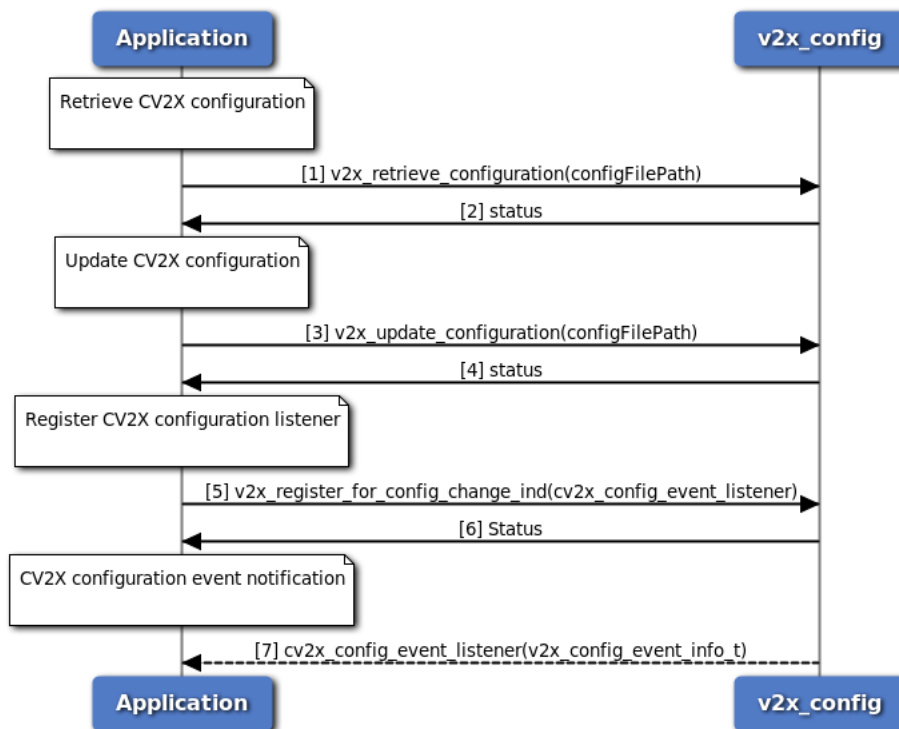 Application
v2x_config
Retrieve CV2X configuration
[1] v2x_retrieve_configuration(configFilePath)
[2] status
Update CV2X configuration
[3] v2x_update_configuration(configFilePath)
[4] status
Register CV2X configuration listener
[5] v2x_register_for_config_change_ind(cv2x_config_event_listener)
[6] Status
CV2X configuration event notification
[7] cv2x_config_event_listener(v2x_config_event_info_t)
Application
v2x_config